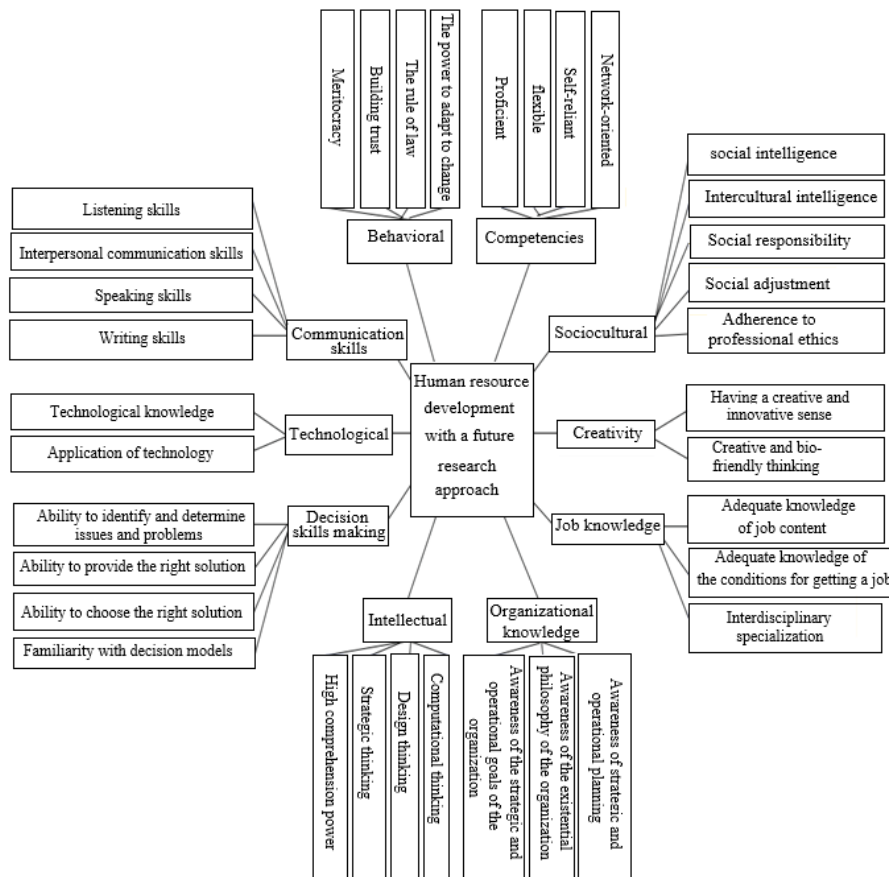 Meritocracy
Building trust
The rule of law
The power to adapt to change
Proficient
flexible
Self-reliant
Network-oriented
Behavioral
Competencies
Listening skills
Interpersonal communication skills
Speaking skills
Writing skills
Communication
skills
social intelligence
Intercultural intelligence
Social responsibility
Social adjustment
Adherence to
professional ethics
Sociocultural
Human resource
development
with a future
research
approach
Technological knowledge
Application of technology
Technological
Creativity
Having a creative and
innovative sense
Creative and bio-
friendly thinking
Ability to identify and determine
issues and problems
Ability to provide the right solution
Ability to choose the right solution
Familiarity with decision models
Decision
skills making
Job knowledge
Adequate knowledge
of job content
Adequate knowledge of
the conditions for getting a job
Interdisciplinary
specialization
Intellectual
Organizational
knowledge
High comprehension power
Strategic thinking
Design thinking
Computational thinking
Awareness of the strategic and
operational goals of the
organization
Awareness of the existential
philosophy of the organization
Awareness of strategic and
operational planning